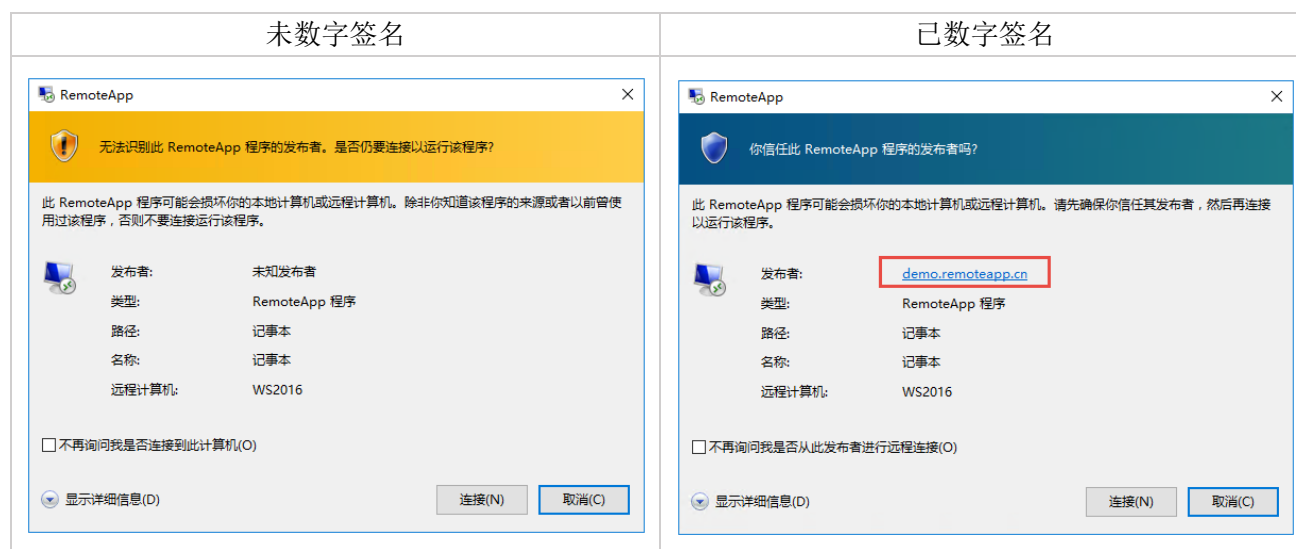 未数字签名
已数字签名
RemoteApp
无法识别此 RemoteApp 程序的发布者。是否仍要连接以运行该程序?
此 RemoteApp 程序可能会损坏你的本地计算机或远程计算机。除非你知道该程序的来源或者以前曾使
用过该程序，否则不要连接运行该程序。
发布者: 未知发布者
类型: RemoteApp 程序
路径: 记事本
名称: 记事本
远程计算机: WS2016
不再询问我是否连接到此计算机(O)
显示详细信息(D) 连接(N) 取消(C)
RemoteApp
你信任此 RemoteApp 程序的发布者吗?
此 RemoteApp 程序可能会损坏你的本地计算机或远程计算机。请先确保你信任其发布者，然后再连接
以运行该程序。
发布者: demo.remoteapp.cn
类型: RemoteApp 程序
路径: 记事本
名称: 记事本
远程计算机: WS2016
不再询问我是否从此发布者进行远程连接(O)
显示详细信息(D) 连接(N) 取消(C)